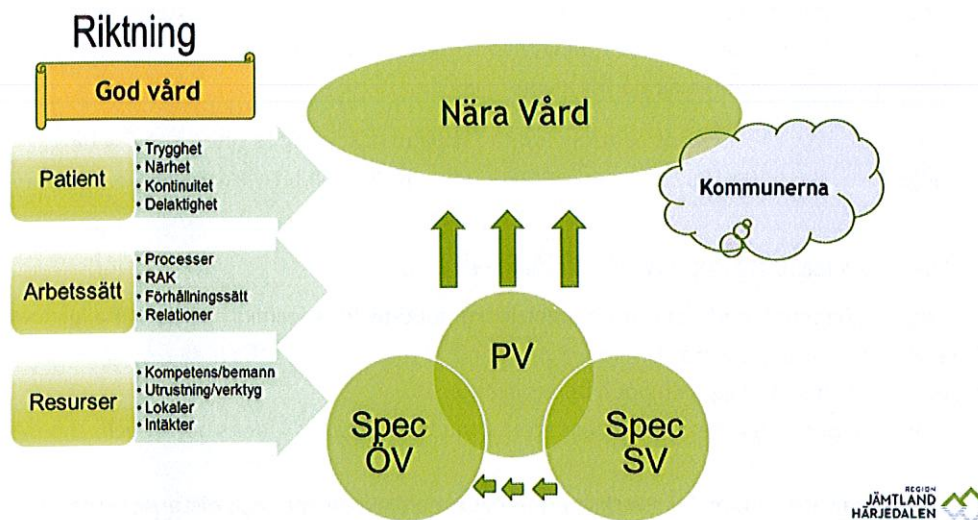 Riktning
God vård
Patient
• Trygghet
• Närhet
• Kontinuitet
• Delaktighet
Arbetssätt
• Processer
• RAK
• Förhållningssätt
• Relationer
Resurser
• Kompetens/bemann
• Utrustning/verktyg
• Lokaler
• Intäkter
Nära Vård
Kommunerna
PV
Spec
ÖV
Spec
SV
REGION
JÄMTLAND
HÄRJEDALEN